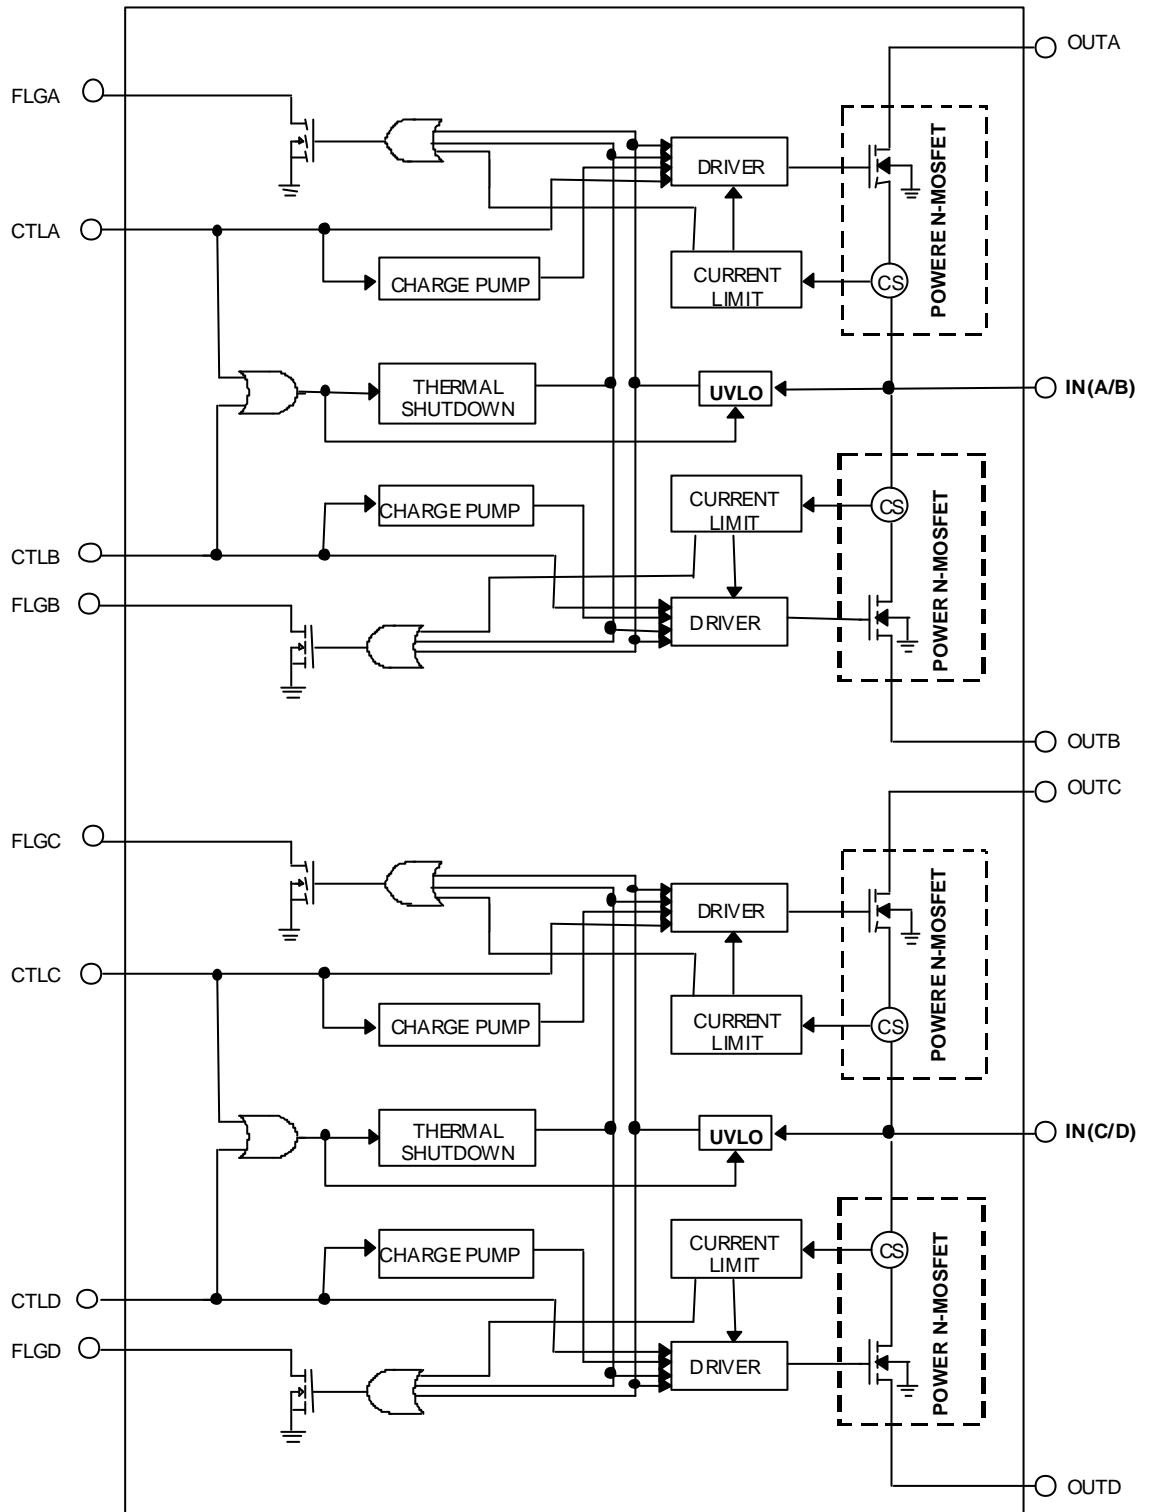 OUTA
FLGA
DRIVER
POWERE N-MOSFET
CTLA
CHARGE PUMP
CURRENT
LIMIT
CS
THERMAL
SHUTDOWN
UVLO
IN(A/B)
CHARGE PUMP
CURRENT
LIMIT
CS
POWER N-MOSFET
CTLB
FLGB
DRIVER
OUTB
OUTC
FLGC
DRIVER
POWERE N-MOSFET
CTLC
CHARGE PUMP
CURRENT
LIMIT
CS
THERMAL
SHUTDOWN
UVLO
IN(C/D)
CHARGE PUMP
CURRENT
LIMIT
CS
POWER N-MOSFET
CTLD
FLGD
DRIVER
OUTD